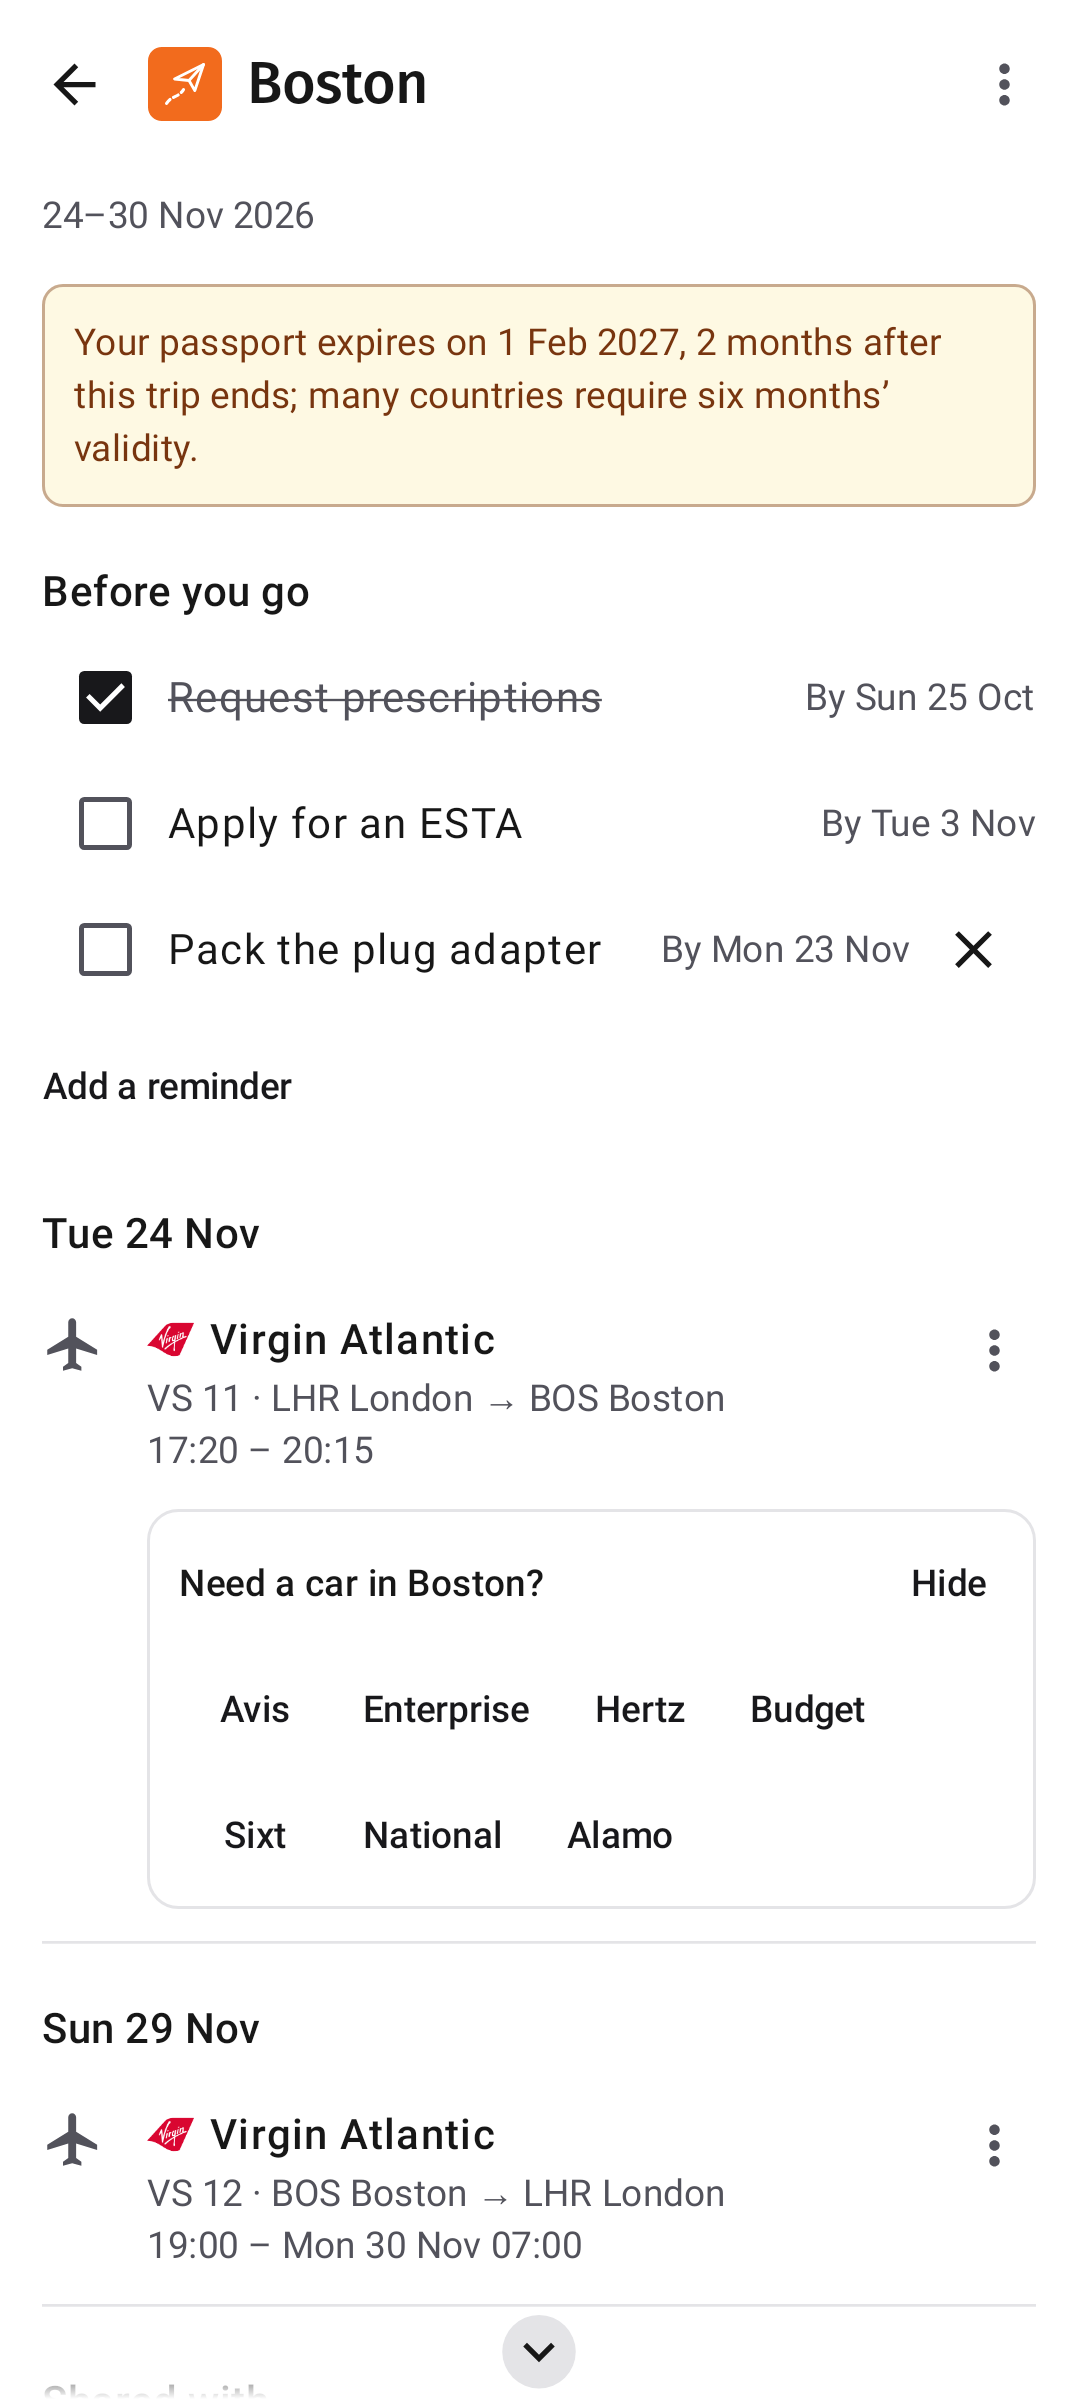 Boston
24–30 Nov 2026
Your passport expires on 1 Feb 2027, 2 months after
this trip ends; many countries require six months’
validity.
Before you go
Request prescriptions By Sun 25 Oct
Apply for an ESTA By Tue 3 Nov
Pack the plug adapter By Mon 23 Nov
Add a reminder
Tue 24 Nov
Virgin Virgin Atlantic
VS 11 · LHR London → BOS Boston
17:20 – 20:15
Need a car in Boston? Hide
Avis Enterprise Hertz Budget
Sixt National Alamo
Sun 29 Nov
Virgin Virgin Atlantic
VS 12 · BOS Boston → LHR London
19:00 – Mon 30 Nov 07:00
Shared with